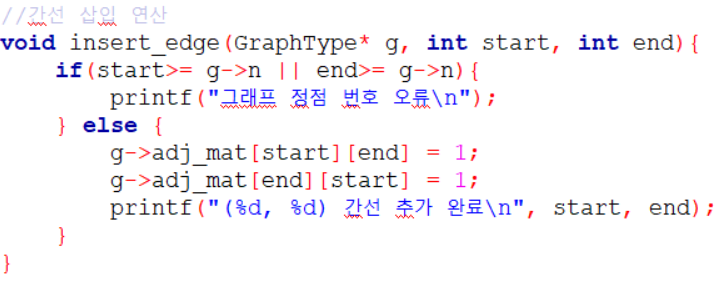 //간선 삽입 연산
void insert_edge(GraphType* g, int start, int end){
    if(start>= g->n || end>= g->n){
        printf("그래프 정점 번호 오류\n");
    } else {
        g->adj_mat[start][end] = 1;
        g->adj_mat[end][start] = 1;
        printf("(%d, %d) 간선 추가 완료\n", start, end);
    }
}